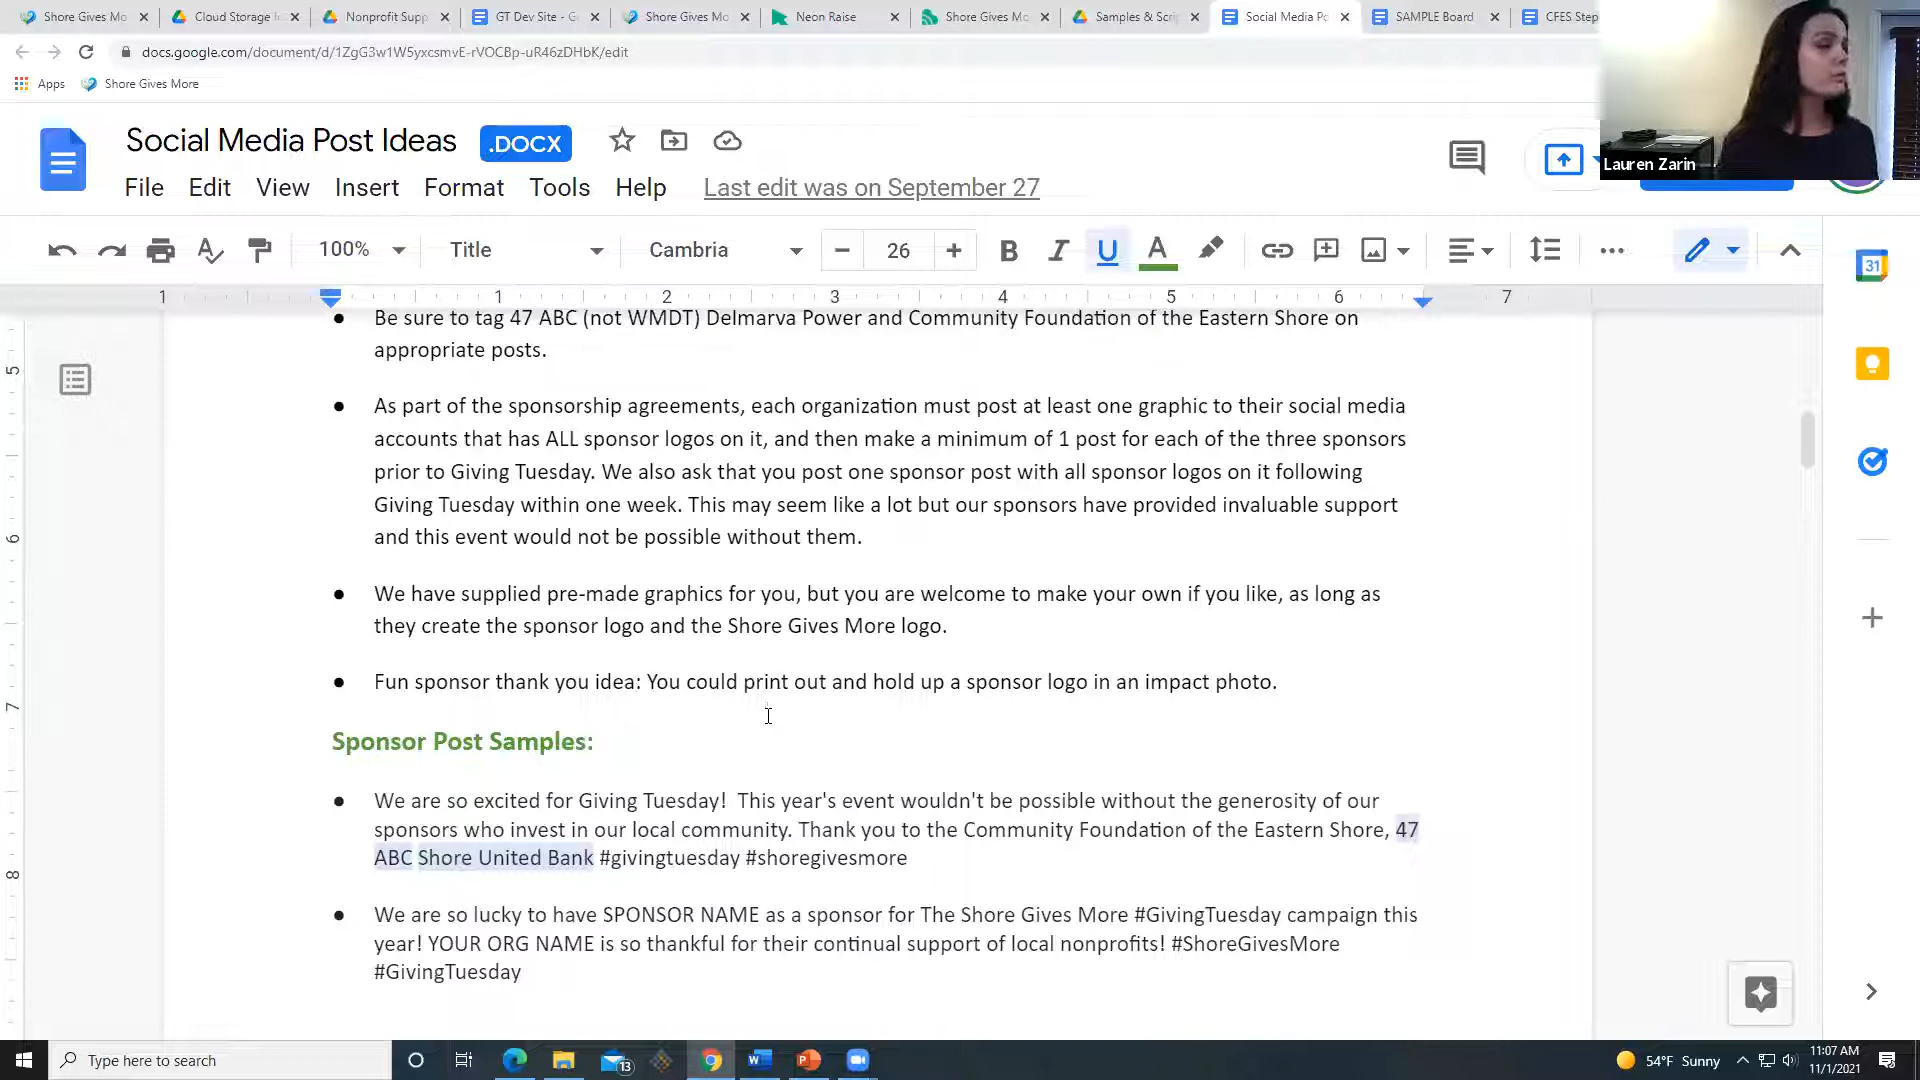 Shore Gives Mo
Cloud Storage
Nonprofit Supp
GT Dev Site - G
Shore Gives Mo
Neon Raise
Shore Gives Mo
Samples & Scri
Social Media Po
SAMPLE Board
CFES Step
docs.google.com/document/d/1ZgG3w1W5yxcsmvE-rVOCBp-uR46zDHbK/edit
Apps
Shore Gives More
Social Media Post Ideas
.DOCX
Lauren Zarin
File Edit View Insert Format Tools Help Last edit was on September 27
100% Title Cambria 26 B I U A
31
1 1 2 3 4 5 6 7
Be sure to tag 47 ABC (not WMDT) Delmarva Power and Community Foundation of the Eastern Shore on
appropriate posts.
5
As part of the sponsorship agreements, each organization must post at least one graphic to their social media
accounts that has ALL sponsor logos on it, and then make a minimum of 1 post for each of the three sponsors
prior to Giving Tuesday. We also ask that you post one sponsor post with all sponsor logos on it following
Giving Tuesday within one week. This may seem like a lot but our sponsors have provided invaluable support
and this event would not be possible without them.
6
We have supplied pre-made graphics for you, but you are welcome to make your own if you like, as long as
they create the sponsor logo and the Shore Gives More logo.
Fun sponsor thank you idea: You could print out and hold up a sponsor logo in an impact photo.
7
Sponsor Post Samples:
We are so excited for Giving Tuesday!  This year's event wouldn't be possible without the generosity of our
sponsors who invest in our local community. Thank you to the Community Foundation of the Eastern Shore, 47
ABC Shore United Bank #givingtuesday #shoregivesmore
8
We are so lucky to have SPONSOR NAME as a sponsor for The Shore Gives More #GivingTuesday campaign this
year! YOUR ORG NAME is so thankful for their continual support of local nonprofits! #ShoreGivesMore
#GivingTuesday
Type here to search
13
54°F Sunny
11:07 AM
11/1/2021